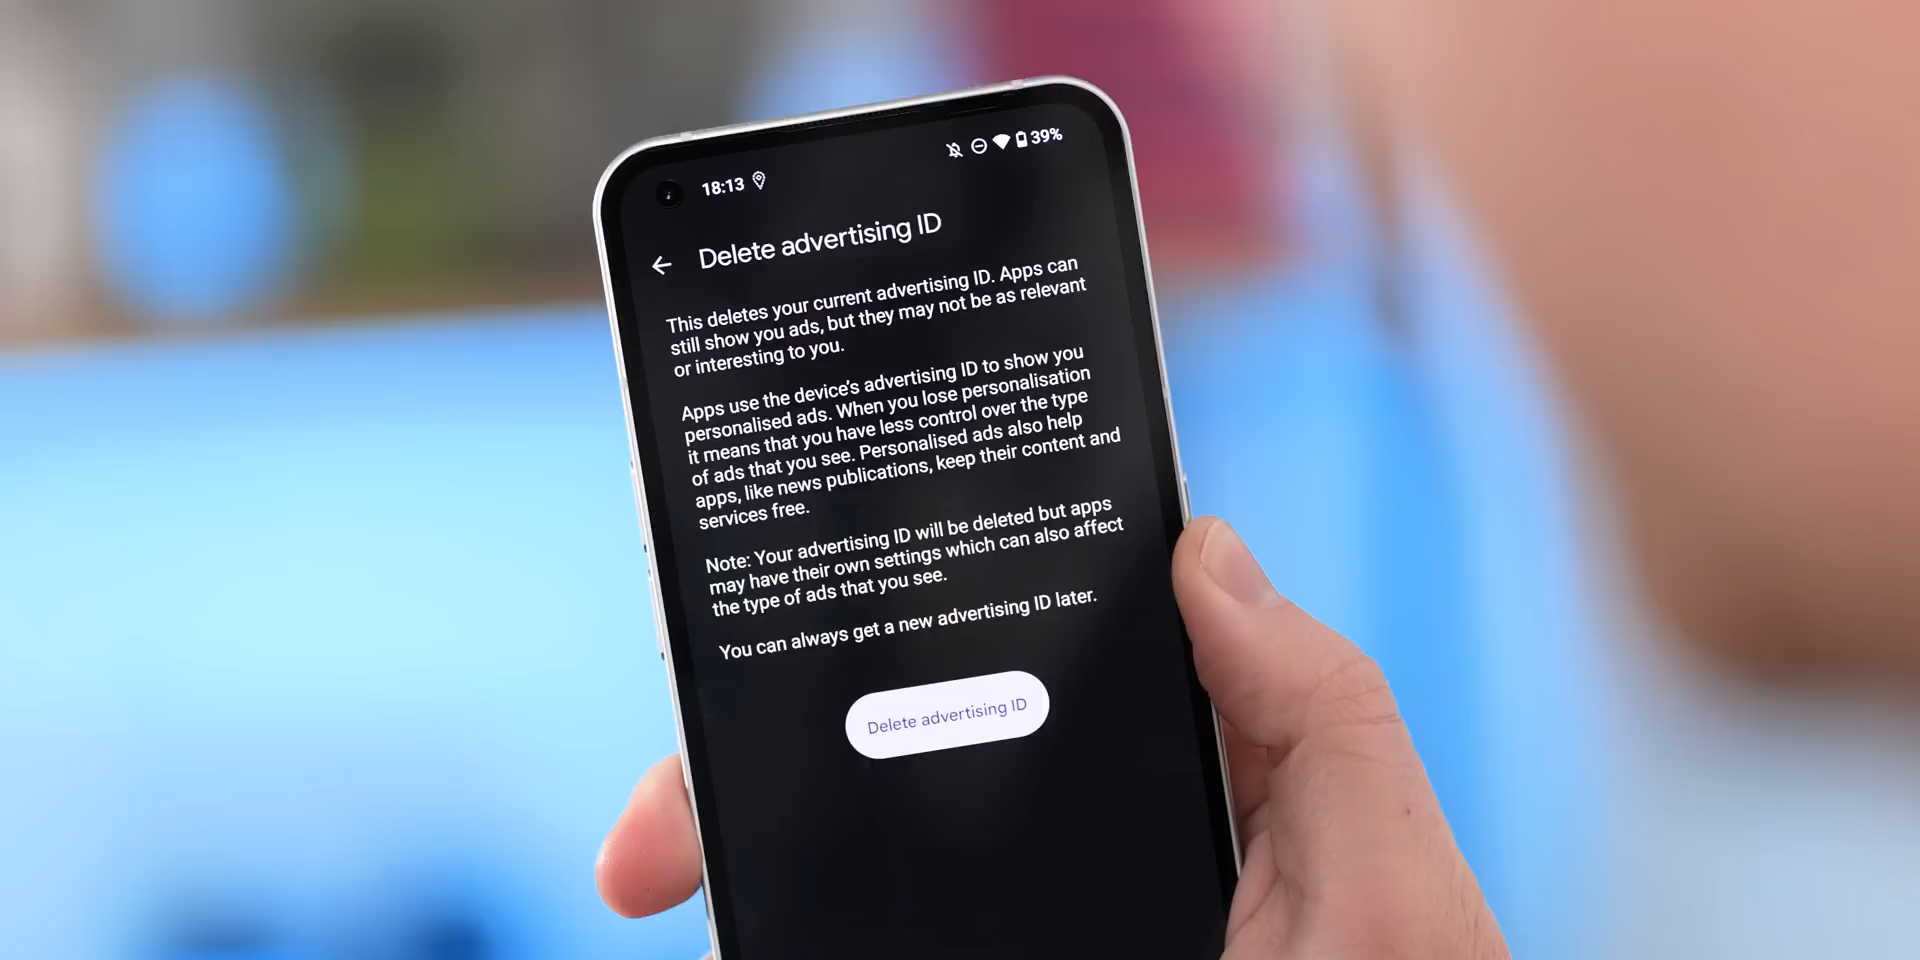 18:13 39%
Delete advertising ID
This deletes your current advertising ID. Apps can
still show you ads, but they may not be as relevant
or interesting to you.
Apps use the device's advertising ID to show you
personalised ads. When you lose personalisation
it means that you have less control over the type
of ads that you see. Personalised ads also help
apps, like news publications, keep their content and
services free.
Note: Your advertising ID will be deleted but apps
may have their own settings which can also affect
the type of ads that you see.
You can always get a new advertising ID later.
Delete advertising ID